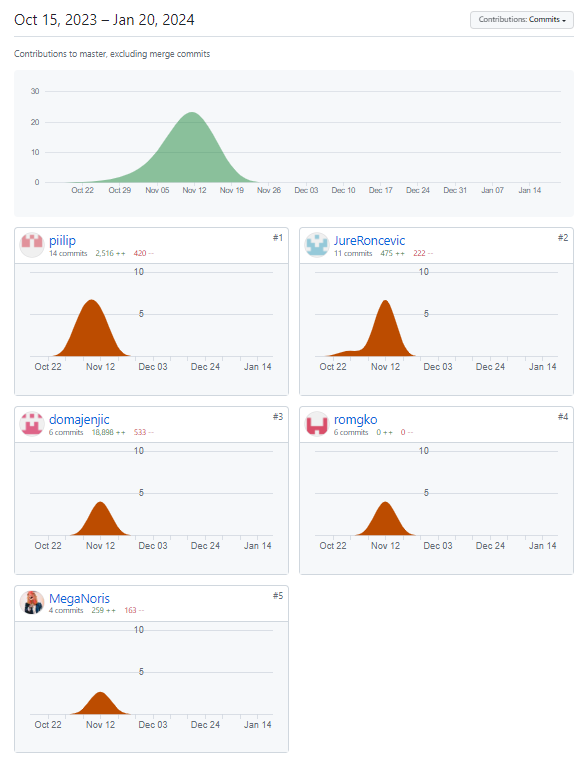 Oct 15, 2023 – Jan 20, 2024
Contributions: Commits
Contributions to master, excluding merge commits
30
20
10
0
Oct 22 Oct 29 Nov 05 Nov 12 Nov 19 Nov 26 Dec 03 Dec 10 Dec 17 Dec 24 Dec 31 Jan 07 Jan 14
piilip #1
14 commits 2,516 ++ 420 --
10
5
Oct 22 Nov 12 Dec 03 Dec 24 Jan 14
JureRoncevic #2
11 commits 475 ++ 222 --
10
5
Oct 22 Nov 12 Dec 03 Dec 24 Jan 14
domajenjic #3
6 commits 18,898 ++ 533 --
10
5
Oct 22 Nov 12 Dec 03 Dec 24 Jan 14
romgko #4
6 commits 0 ++ 0 --
10
5
Oct 22 Nov 12 Dec 03 Dec 24 Jan 14
MegaNoris #5
4 commits 259 ++ 163 --
10
5
Oct 22 Nov 12 Dec 03 Dec 24 Jan 14